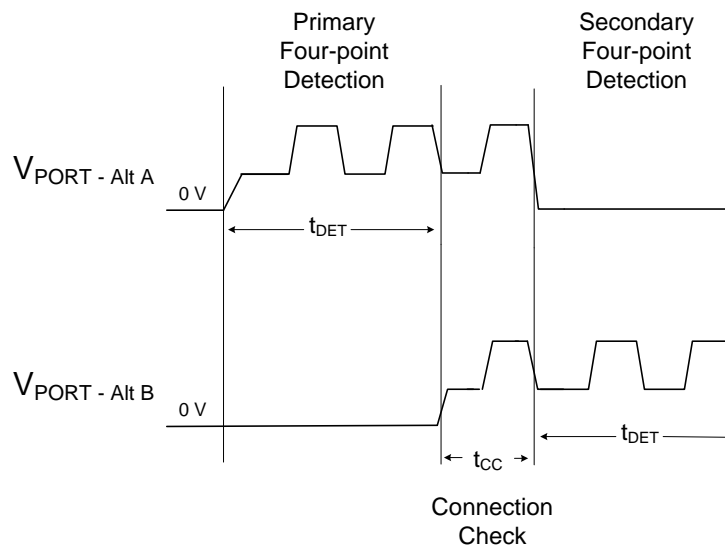 Primary
Four-point
Detection
Secondary
Four-point
Detection
VPORT - Alt A
0 V
tDET
VPORT - Alt B
0 V
tDET
tCC
Connection
Check